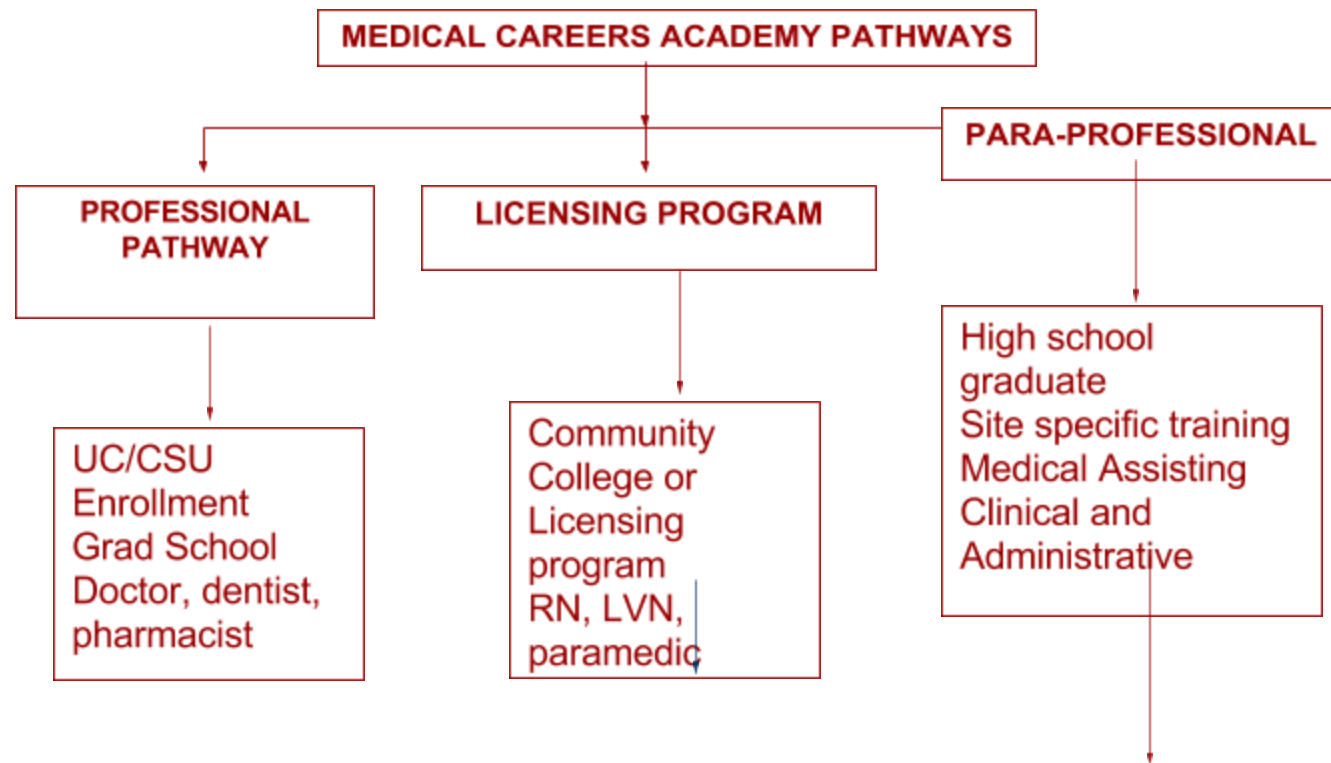 MEDICAL CAREERS ACADEMY PATHWAYS
PARA-PROFESSIONAL
PROFESSIONAL
PATHWAY
LICENSING PROGRAM
High school
graduate
Site specific training
Medical Assisting
Clinical and
Administrative
Community
College or
Licensing
program
RN, LVN,
paramedic
UC/CSU
Enrollment
Grad School
Doctor, dentist,
pharmacist